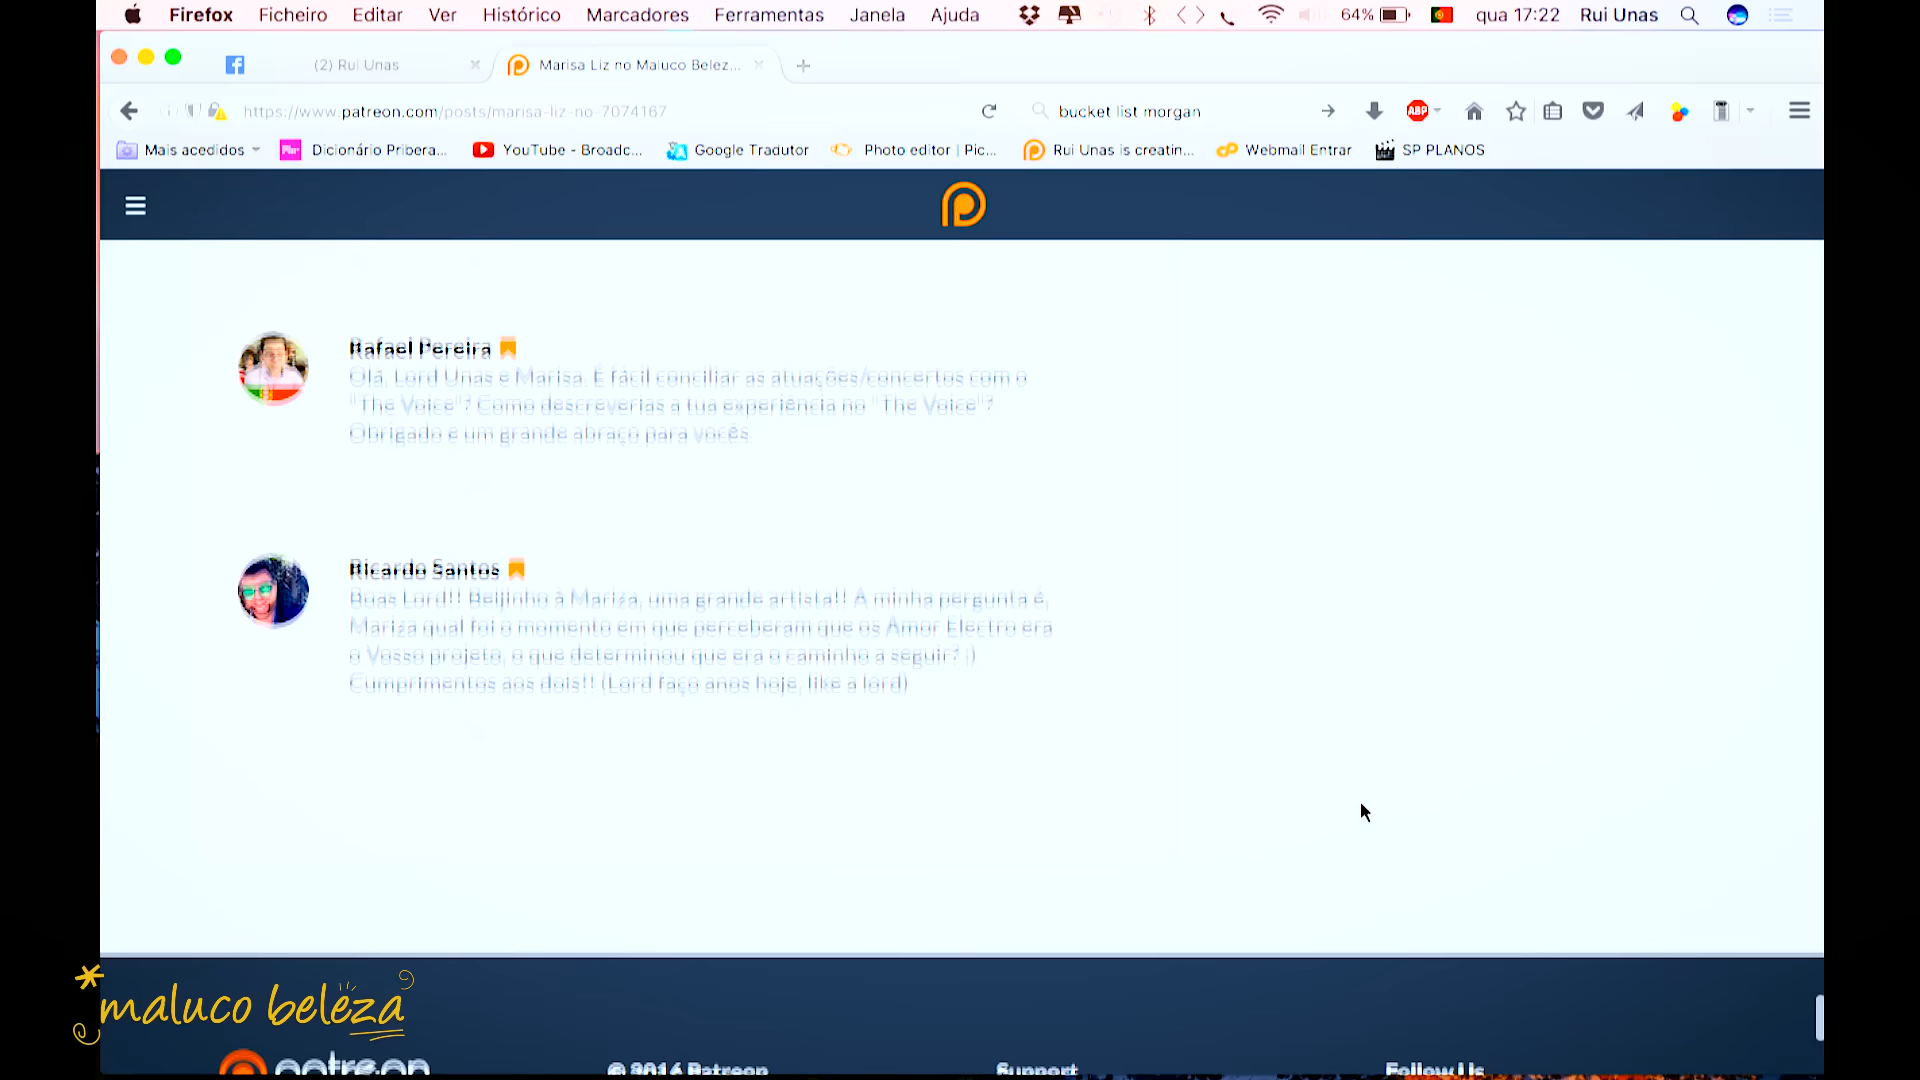 Firefox Ficheiro Editar Ver Histórico Marcadores Ferramentas Janela Ajuda 64% qua 17:22 Rui Unas
(2) Rui Unas Marisa Liz no Maluco Belez...
https://www.patreon.com/posts/marisa-liz-no-7074167 bucket list morgan ABP
Mais acedidos Dicionário Pribera... YouTube - Broadc... Google Tradutor Photo editor | Pic... Rui Unas is creatin... Webmail Entrar SP PLANOS
Rafael Pereira
Olá, Lord Unas e Marisa. É fácil conciliar as atuações/concertos com o
"The Voice"? Como descreverias a tua experiência no "The Voice"?
Obrigado e um grande abraço para vocês
Ricardo Santos
Boas Lord!! Beijinho à Mariza, uma grande artista!! A minha pergunta é,
Mariza qual foi o momento em que perceberam que os Amor Electro era
o Vosso projeto, o que determinou que era o caminho a seguir? ;)
Cumprimentos aos dois!! (Lord faço anos hoje, like a lord)
maluco beleza
patreon © 2016 Patreon Support Follow Us